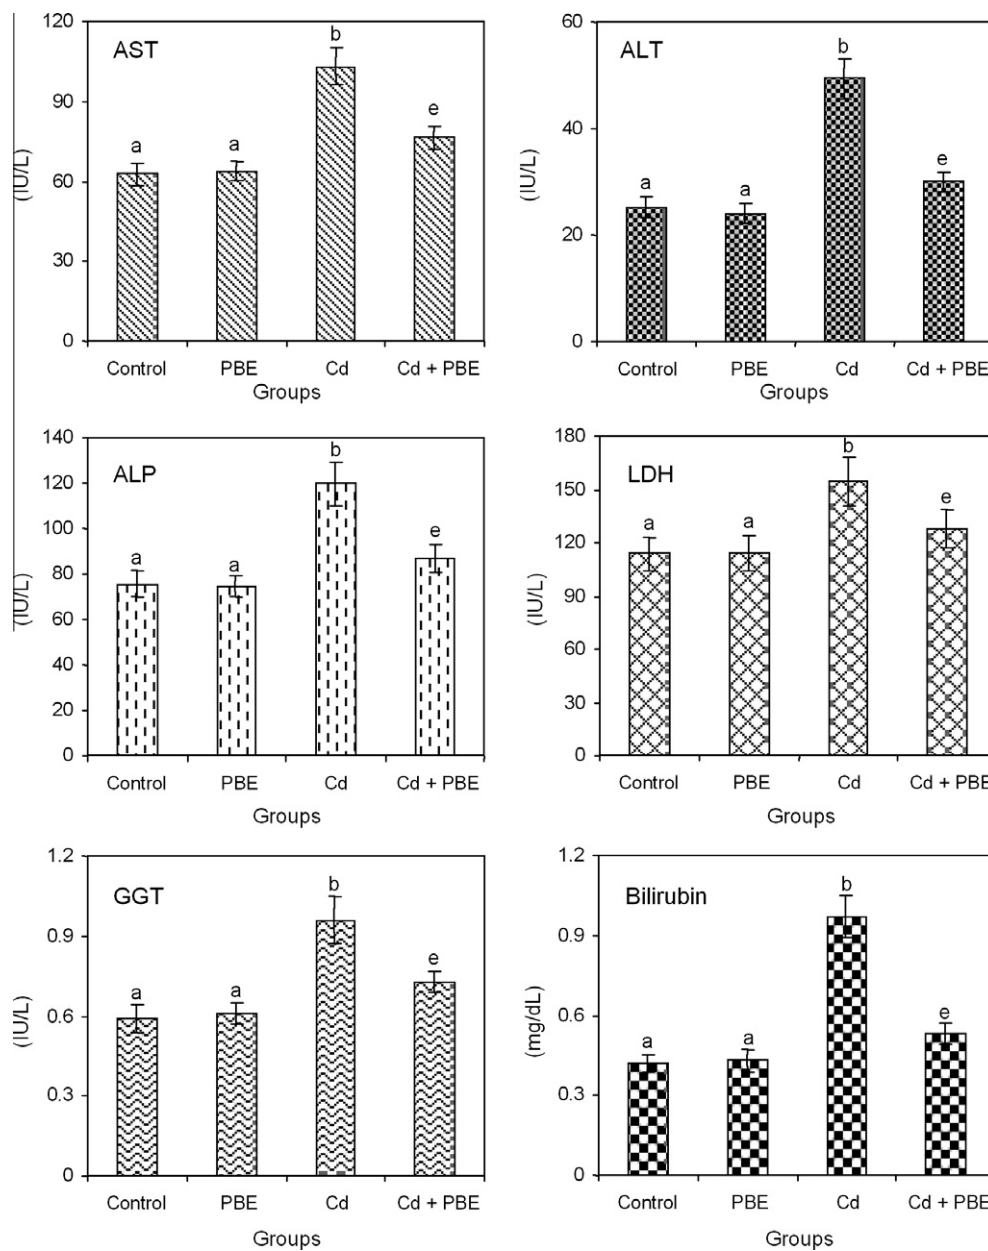 AST
(IU/L)
120
90
60
30
0
a
a
b
e
Control PBE Cd Cd + PBE
Groups
ALT
(IU/L)
60
40
20
0
a
a
b
e
Control PBE Cd Cd + PBE
Groups
ALP
(IU/L)
140
120
100
80
60
40
20
0
a
a
b
e
Control PBE Cd Cd + PBE
Groups
LDH
(IU/L)
180
150
120
90
60
30
0
a
a
b
e
Control PBE Cd Cd + PBE
Groups
GGT
(IU/L)
1.2
0.9
0.6
0.3
0
a
a
b
e
Control PBE Cd Cd + PBE
Groups
Bilirubin
(mg/dL)
1.2
0.9
0.6
0.3
0
a
a
b
e
Control PBE Cd Cd + PBE
Groups